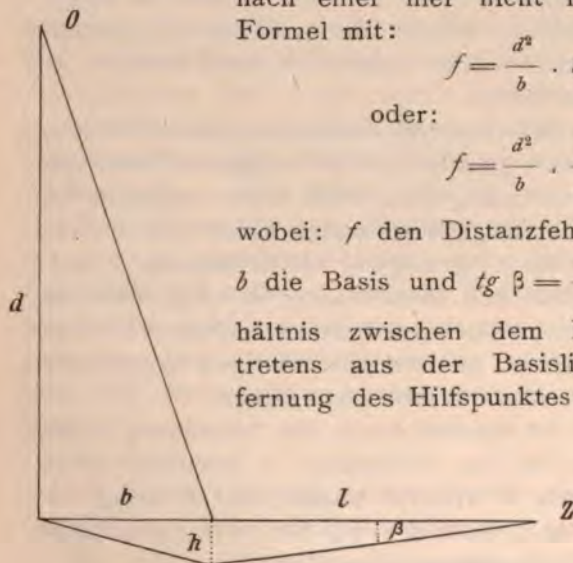 nach einer hier nicht
Formel mit:
f = d²/b .
oder:
f = d²/b .
wobei: f den Distanzfeh
b die Basis und tg β =
hältnis zwischen dem
tretens aus der Basisli
fernung des Hilfspunktes
O
d
b
l
Z
h
β